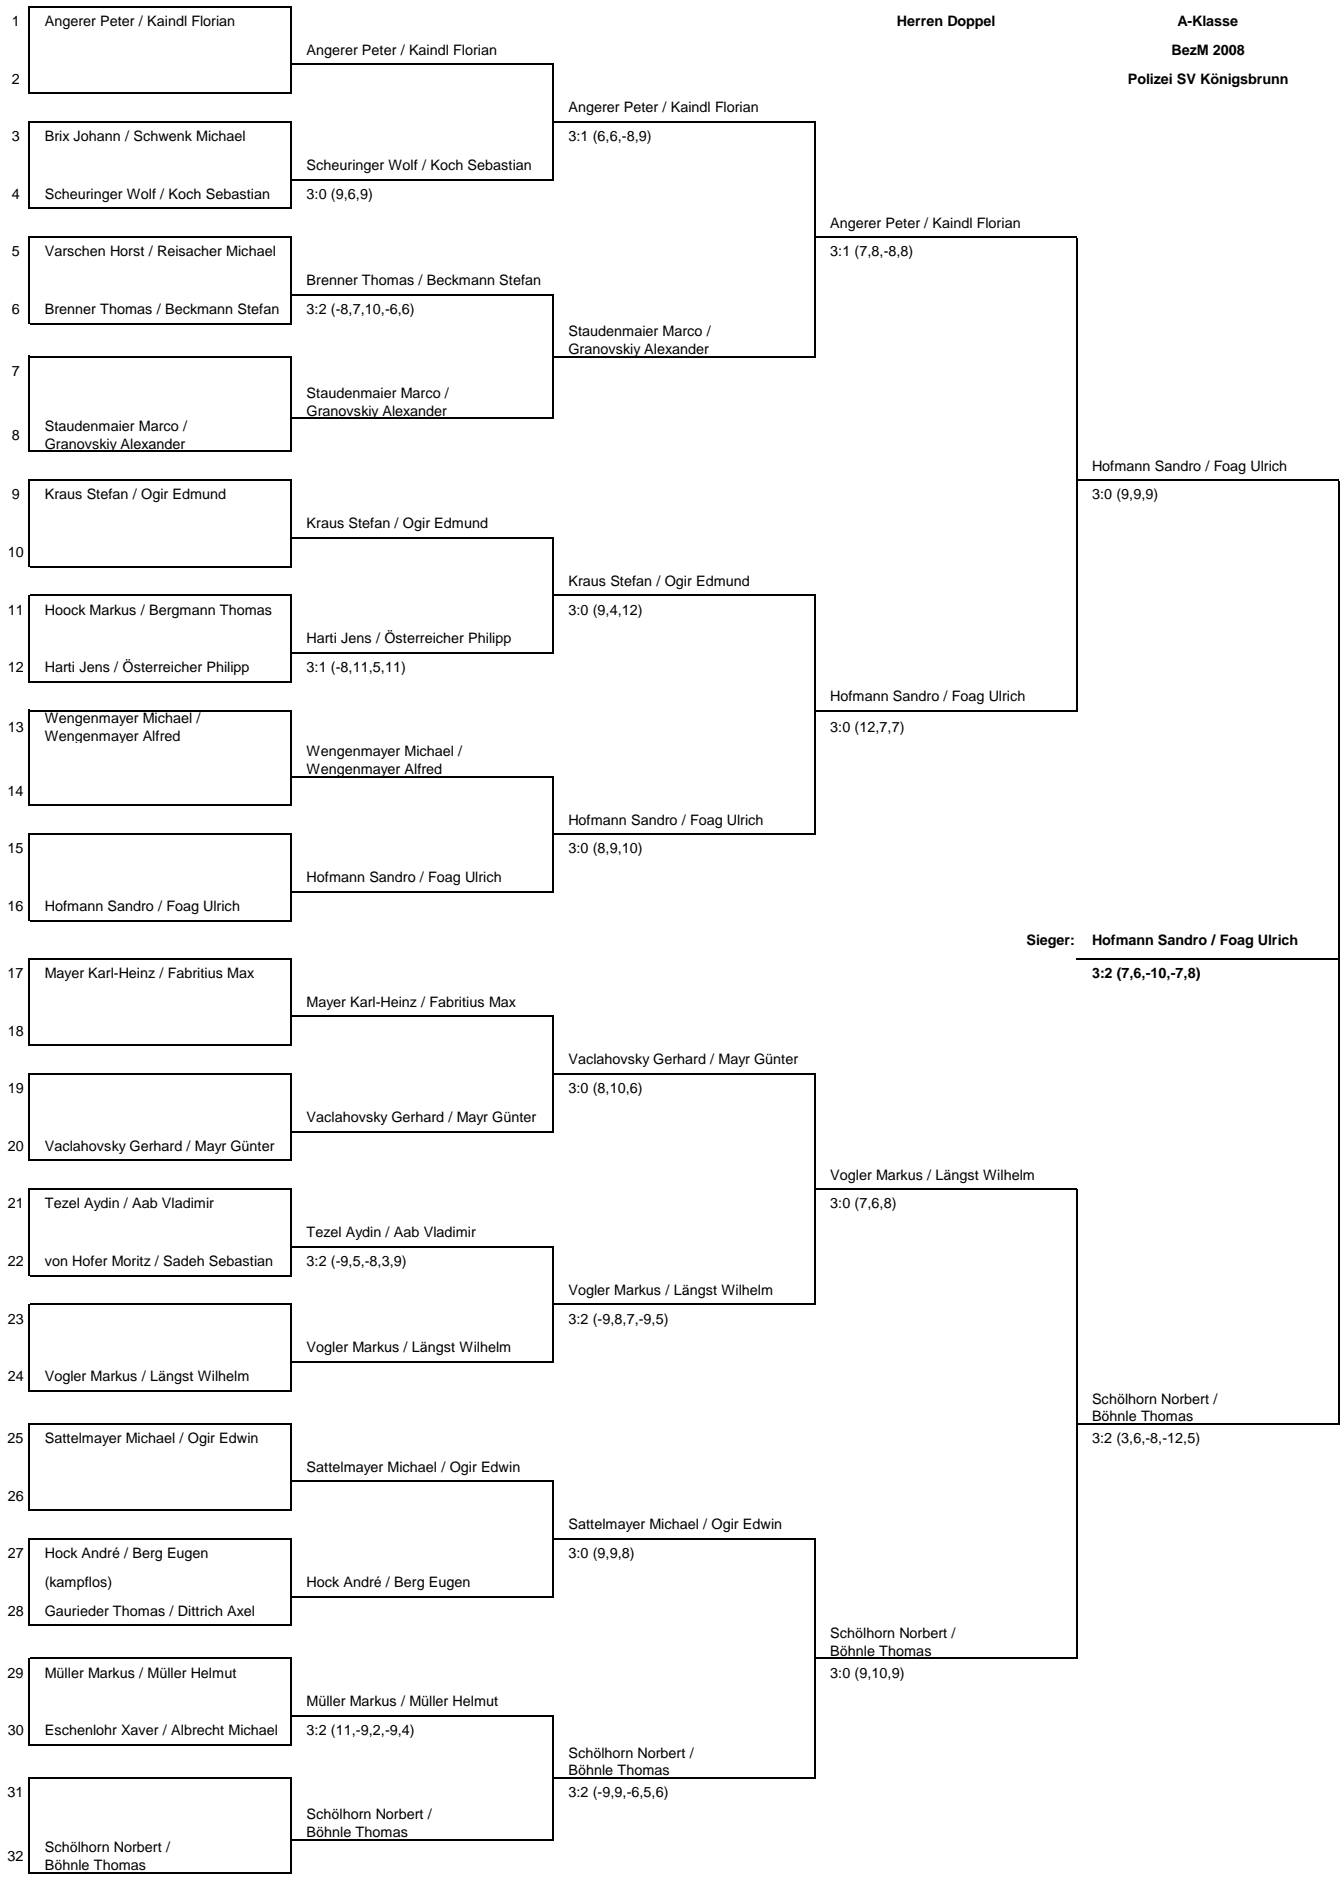 Herren Doppel
A-Klasse
BezM 2008
Polizei SV Königsbrunn
1 Angerer Peter / Kaindl Florian
Angerer Peter / Kaindl Florian
2
Angerer Peter / Kaindl Florian
3 Brix Johann / Schwenk Michael
3:1 (6,6,-8,9)
Scheuringer Wolf / Koch Sebastian
4 Scheuringer Wolf / Koch Sebastian
3:0 (9,6,9)
Angerer Peter / Kaindl Florian
5 Varschen Horst / Reisacher Michael
3:1 (7,8,-8,8)
Brenner Thomas / Beckmann Stefan
6 Brenner Thomas / Beckmann Stefan
3:2 (-8,7,10,-6,6)
Staudenmaier Marco /
Granovskiy Alexander
7
Staudenmaier Marco /
Granovskiy Alexander
8 Staudenmaier Marco /
Granovskiy Alexander
Hofmann Sandro / Foag Ulrich
9 Kraus Stefan / Ogir Edmund
3:0 (9,9,9)
Kraus Stefan / Ogir Edmund
10
Kraus Stefan / Ogir Edmund
11 Hoock Markus / Bergmann Thomas
3:0 (9,4,12)
Harti Jens / Österreicher Philipp
12 Harti Jens / Österreicher Philipp
3:1 (-8,11,5,11)
Hofmann Sandro / Foag Ulrich
13 Wengenmayer Michael /
Wengenmayer Alfred
3:0 (12,7,7)
Wengenmayer Michael /
Wengenmayer Alfred
14
Hofmann Sandro / Foag Ulrich
15
3:0 (8,9,10)
Hofmann Sandro / Foag Ulrich
16 Hofmann Sandro / Foag Ulrich
Sieger: Hofmann Sandro / Foag Ulrich
17 Mayer Karl-Heinz / Fabritius Max
3:2 (7,6,-10,-7,8)
Mayer Karl-Heinz / Fabritius Max
18
Vaclahovsky Gerhard / Mayr Günter
19
3:0 (8,10,6)
Vaclahovsky Gerhard / Mayr Günter
20 Vaclahovsky Gerhard / Mayr Günter
Vogler Markus / Längst Wilhelm
21 Tezel Aydin / Aab Vladimir
3:0 (7,6,8)
Tezel Aydin / Aab Vladimir
22 von Hofer Moritz / Sadeh Sebastian
3:2 (-9,5,-8,3,9)
Vogler Markus / Längst Wilhelm
23
3:2 (-9,8,7,-9,5)
Vogler Markus / Längst Wilhelm
24 Vogler Markus / Längst Wilhelm
Schölhorn Norbert /
Böhnle Thomas
25 Sattelmayer Michael / Ogir Edwin
3:2 (3,6,-8,-12,5)
Sattelmayer Michael / Ogir Edwin
26
Sattelmayer Michael / Ogir Edwin
27 Hock André / Berg Eugen
3:0 (9,9,8)
(kampflos)
Hock André / Berg Eugen
28 Gaurieder Thomas / Dittrich Axel
Schölhorn Norbert /
Böhnle Thomas
29 Müller Markus / Müller Helmut
3:0 (9,10,9)
Müller Markus / Müller Helmut
30 Eschenlohr Xaver / Albrecht Michael
3:2 (11,-9,2,-9,4)
Schölhorn Norbert /
Böhnle Thomas
31
3:2 (-9,9,-6,5,6)
Schölhorn Norbert /
Böhnle Thomas
32 Schölhorn Norbert /
Böhnle Thomas